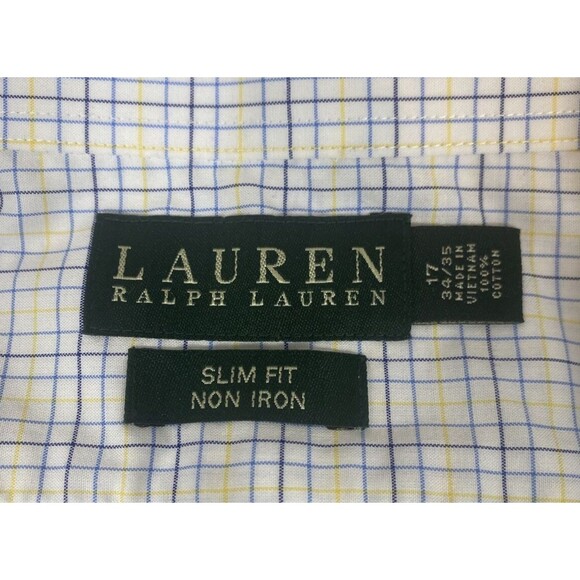 LAUREN
RALPH LAUREN
17
34/35
MADE IN
VIETNAM
100%
COTTON
SLIM FIT
NON IRON